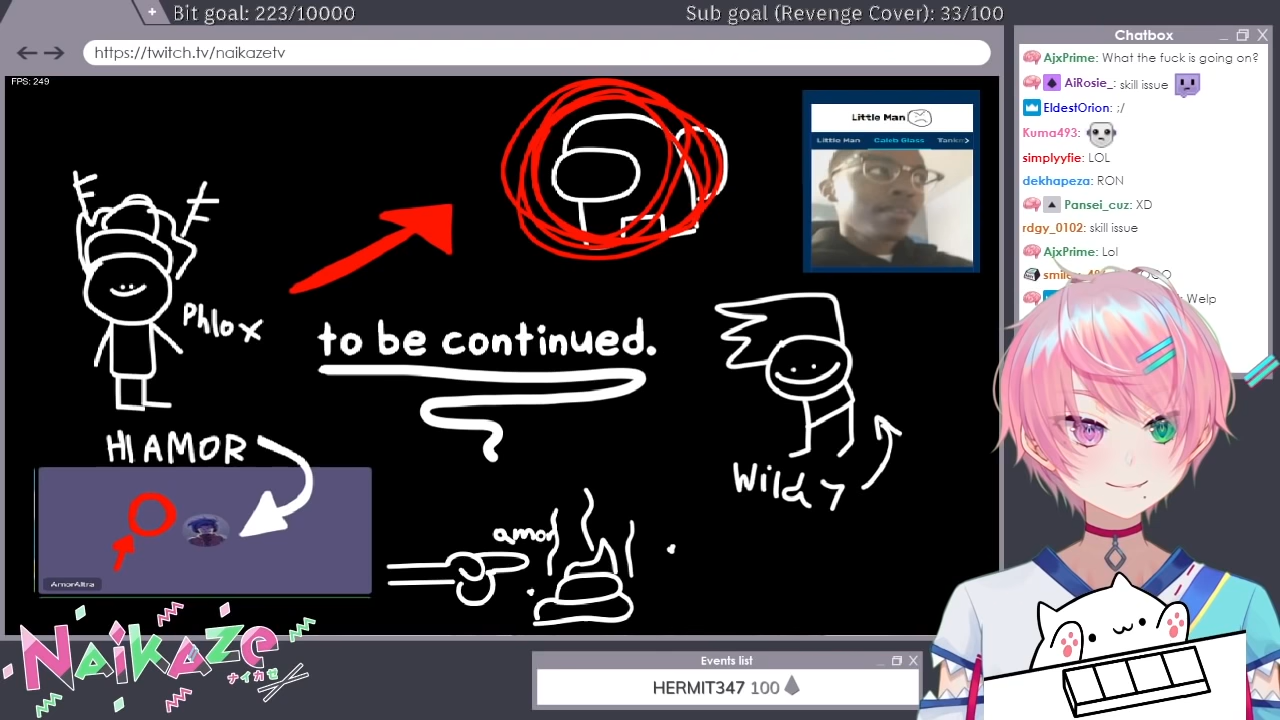 Bit goal: 223/10000
Sub goal (Revenge Cover): 33/100
https://twitch.tv/naikazetv
FPS: 249
Little Man
Little Man Caleb Glass
Phlox
to be continued.
HI AMOR
Wildy
amor
AmorAltra
Naikaze
ナイカゼ
Events list
HERMIT347 100
Chatbox
AjxPrime: What the fuck is going on?
AiRosie_: skill issue
EldestOrion: ;/
Kuma493:
simplyyfie: LOL
dekhapeza: RON
Pansei_cuz: XD
rdgy_0102: skill issue
AjxPrime: Lol
Welp